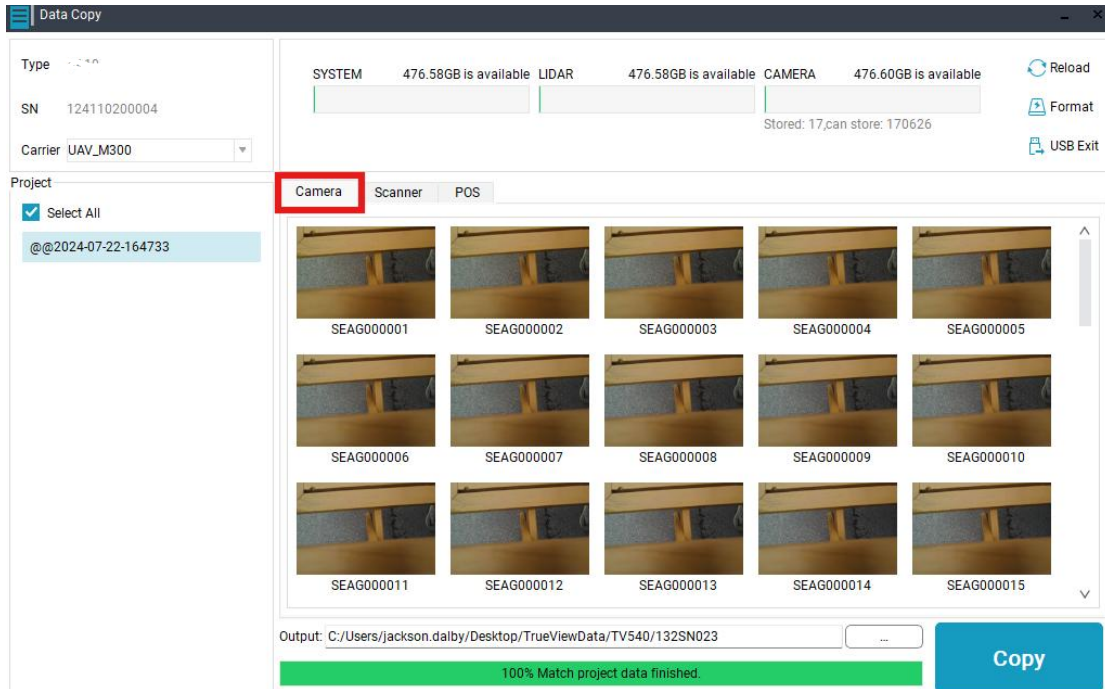 Data Copy
Type
SN 124110200004
Carrier UAV_M300
SYSTEM 476.58GB is available LIDAR 476.58GB is available CAMERA 476.60GB is available
Stored: 17,can store: 170626
Reload
Format
USB Exit
Project
Select All
@@2024-07-22-164733
Camera Scanner POS
SEAG000001 SEAG000002 SEAG000003 SEAG000004 SEAG000005
SEAG000006 SEAG000007 SEAG000008 SEAG000009 SEAG000010
SEAG000011 SEAG000012 SEAG000013 SEAG000014 SEAG000015
Output: C:/Users/jackson.dalby/Desktop/TrueViewData/TV540/132SN023 ...
100% Match project data finished.
Copy